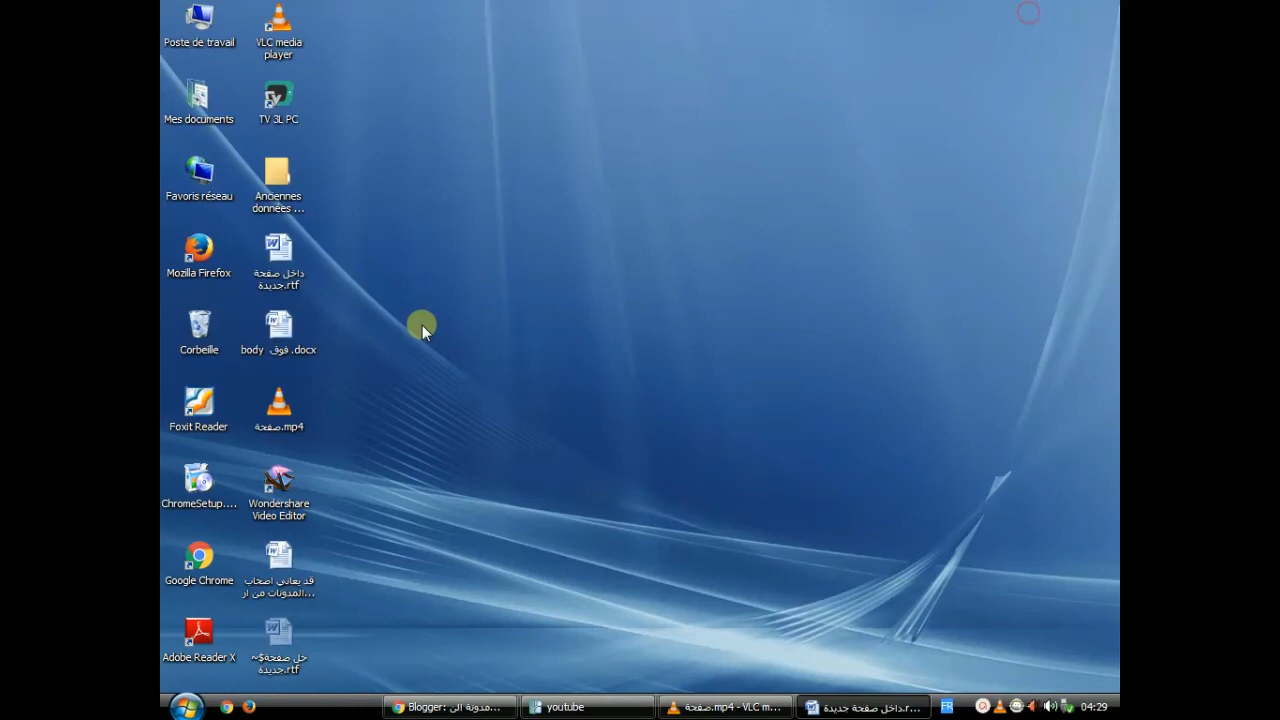 Poste de travail
VLC media
player
Mes documents
TV 3L PC
Favoris réseau
Anciennes
données ...
Mozilla Firefox
داخل صفحة
جديدة.rtf
Corbeille
body فوق .docx
Foxit Reader
صفحة.mp4
ChromeSetup....
Wondershare
Video Editor
Google Chrome
قد يعاني اصحاب
المدونات من ار...
Adobe Reader X
~$خل صفحة
جديدة.rtf
Blogger: مدونة الن...
youtube
صفحة.mp4 - VLC m...
داخل صفحة جديدة.r...
FR
04:29